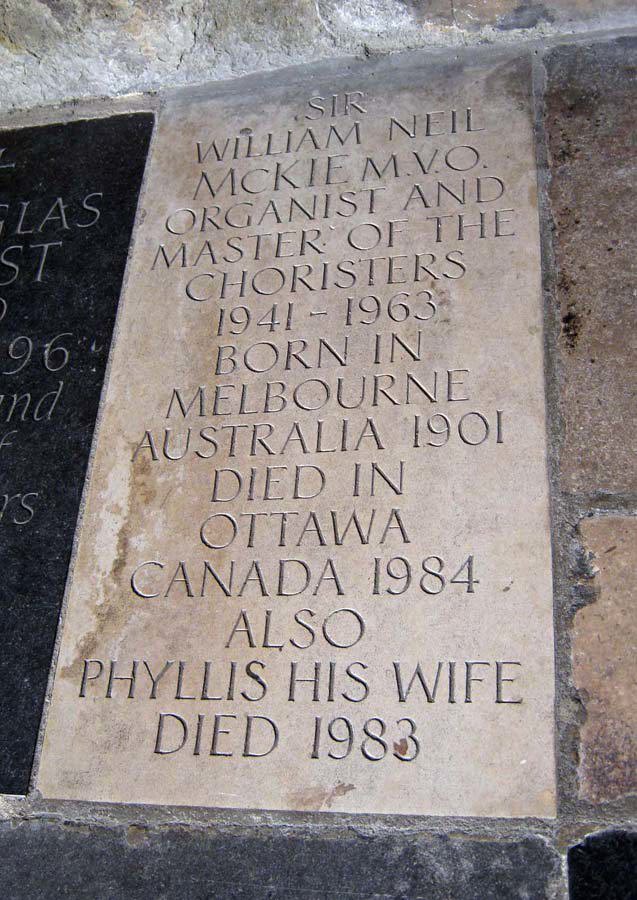 SIR
WILLIAM NEIL
MCKIE M.V.O.
ORGANIST AND
MASTER OF THE
CHORISTERS
1941 - 1963
BORN IN
MELBOURNE
AUSTRALIA 1901
DIED IN
OTTAWA
CANADA 1984
ALSO
PHYLLIS HIS WIFE
DIED 1983